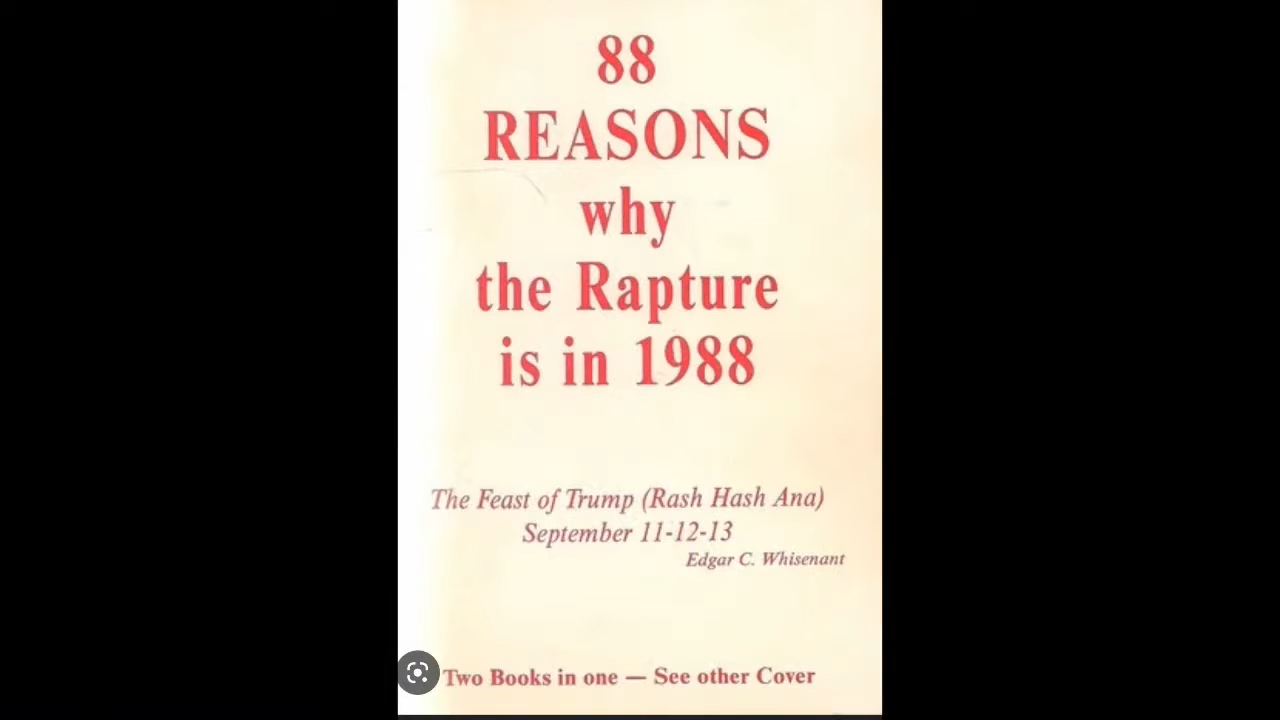 88
REASONS
why
the Rapture
is in 1988
The Feast of Trump (Rash Hash Ana)
September 11-12-13
Edgar C. Whisenant
Two Books in one — See other Cover